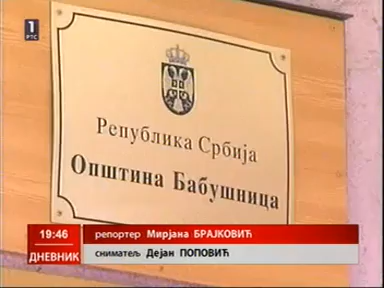 1
РТС
Република Србија
Општина Бабушница
19:46
репортер Мирјана БРАЈКОВИЋ
ДНЕВНИК
сниматељ Дејан ПОПОВИЋ